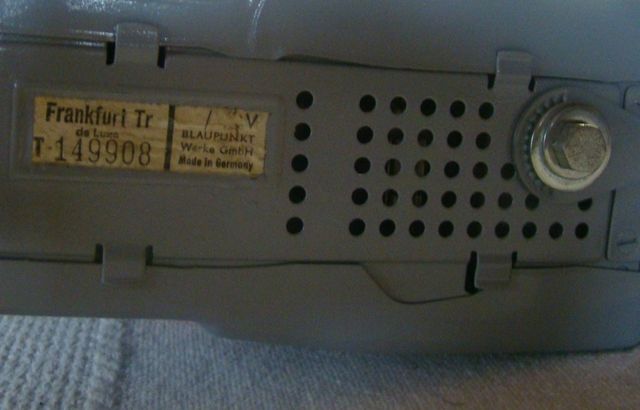 Frankfurt Tr
de Luxe
T-149908
/ V
BLAUPUNKT
Werke GmbH
Made in Germany